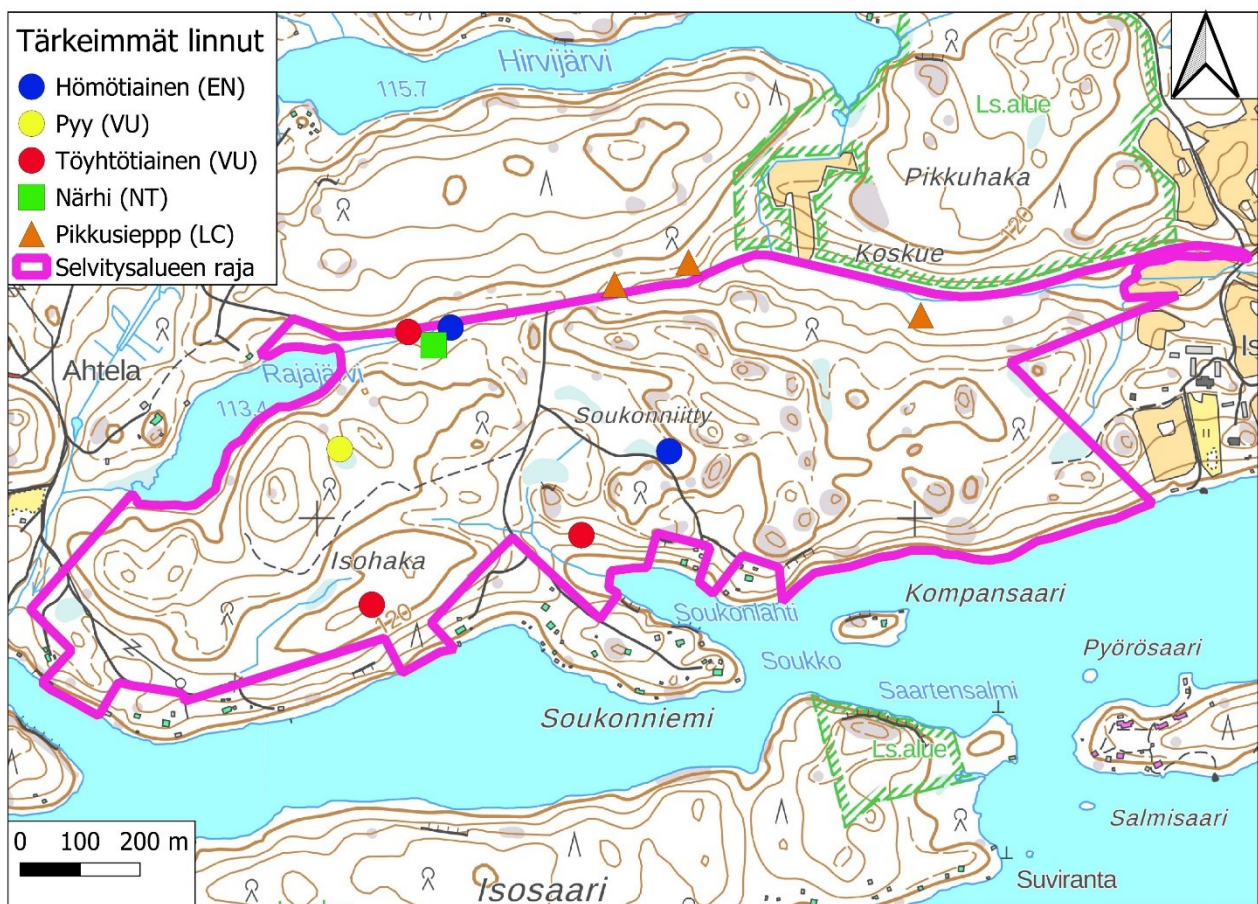 Tärkeimmät linnut
Hömötiainen (EN)
Pyy (VU)
Töyhtötiainen (VU)
Närhi (NT)
Pikkusieppp (LC)
Selvitysalueen raja
Hirvijärvi
115.7
Ls.alue
Pikkuhaka
120
Koskue
Ahtela
Rajajärvi
113.4
Soukonniitty
Is
II
Isohaka
120
Kompansaari
Soukonlahti
Soukko
Pyörösaari
Saartensalmi
Soukonniemi
Ls.alue
Salmisaari
0 100 200 m
Isosaari
Suviranta